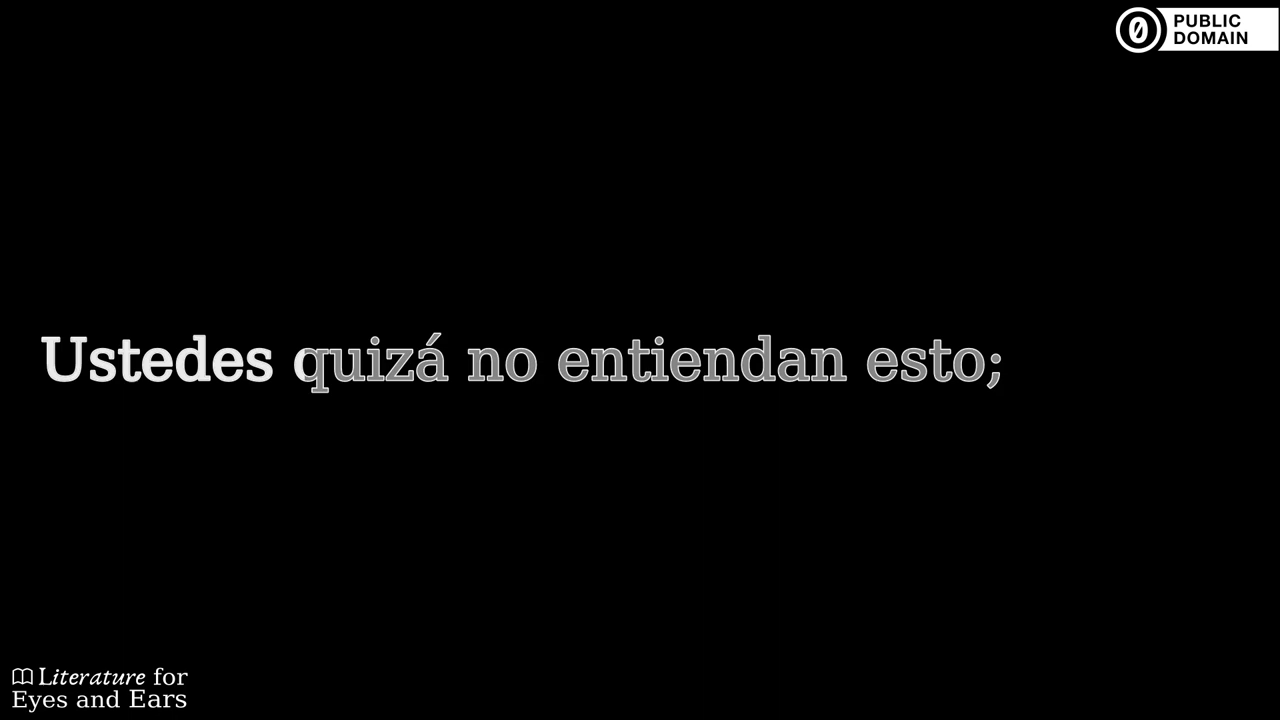 PUBLIC
DOMAIN
Ustedes quizá no entiendan esto;
Literature for
Eyes and Ears